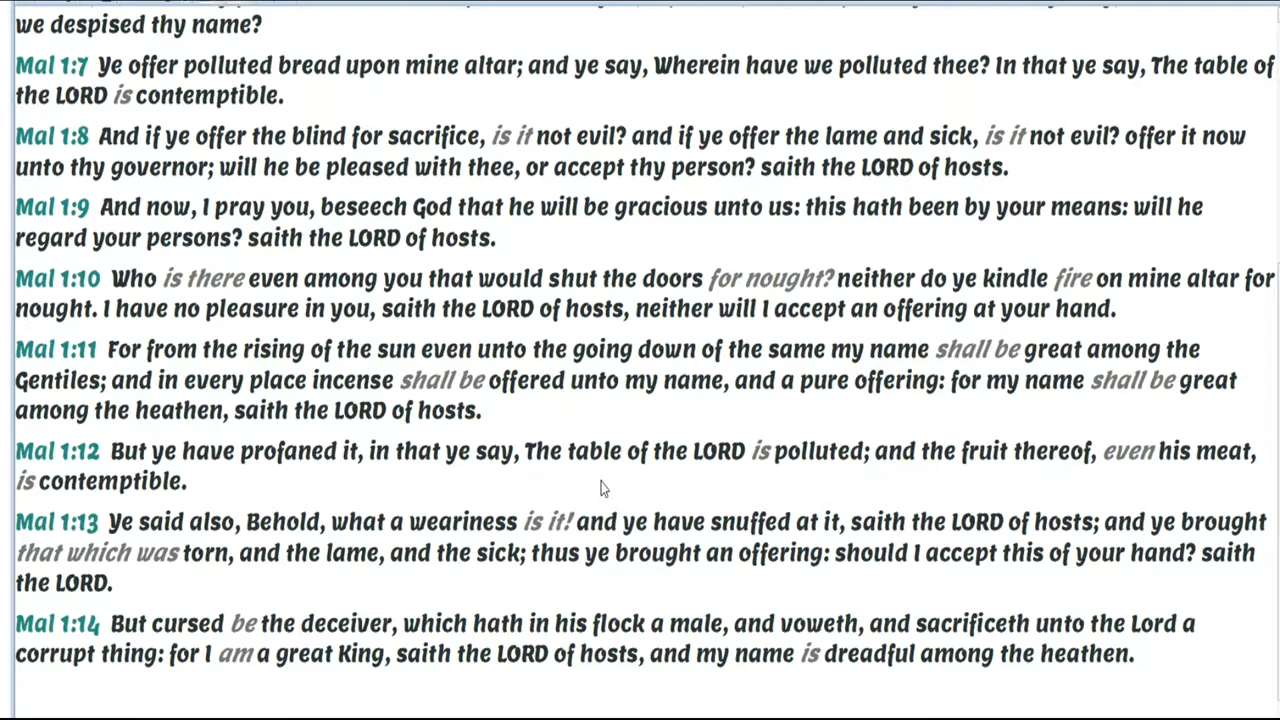 we despised thy name?
Mal 1:7 Ye offer polluted bread upon mine altar; and ye say, Wherein have we polluted thee? In that ye say, The table of
the LORD is contemptible.
Mal 1:8 And if ye offer the blind for sacrifice, is it not evil? and if ye offer the lame and sick, is it not evil? offer it now
unto thy governor; will he be pleased with thee, or accept thy person? saith the LORD of hosts.
Mal 1:9 And now, I pray you, beseech God that he will be gracious unto us: this hath been by your means: will he
regard your persons? saith the LORD of hosts.
Mal 1:10 Who is there even among you that would shut the doors for nought? neither do ye kindle fire on mine altar for
nought. I have no pleasure in you, saith the LORD of hosts, neither will I accept an offering at your hand.
Mal 1:11 For from the rising of the sun even unto the going down of the same my name shall be great among the
Gentiles; and in every place incense shall be offered unto my name, and a pure offering: for my name shall be great
among the heathen, saith the LORD of hosts.
Mal 1:12 But ye have profaned it, in that ye say, The table of the LORD is polluted; and the fruit thereof, even his meat,
is contemptible.
Mal 1:13 Ye said also, Behold, what a weariness is it! and ye have snuffed at it, saith the LORD of hosts; and ye brought
that which was torn, and the lame, and the sick; thus ye brought an offering: should I accept this of your hand? saith
the LORD.
Mal 1:14 But cursed be the deceiver, which hath in his flock a male, and voweth, and sacrificeth unto the Lord a
corrupt thing: for I am a great King, saith the LORD of hosts, and my name is dreadful among the heathen.